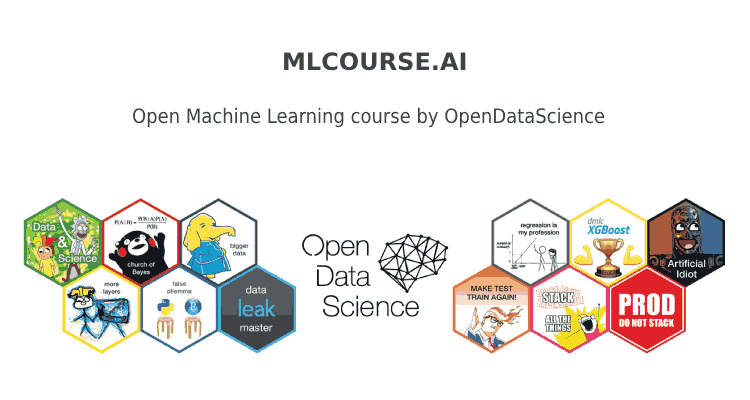 MLCOURSE.AI
Open Machine Learning course by OpenDataScience
Data
&
Science
P(A|B) = P(B|A)P(A)
P(B)
church of
Bayes
bigger
data
more
layers
false
dilemma
data
leak
master
Open
Data
Science
regression is
my profession
dmlc
XGBoost
Artificial
Idiot
MAKE TEST
TRAIN AGAIN!
STACK
ALL THE
THINGS
PROD
DO NOT STACK